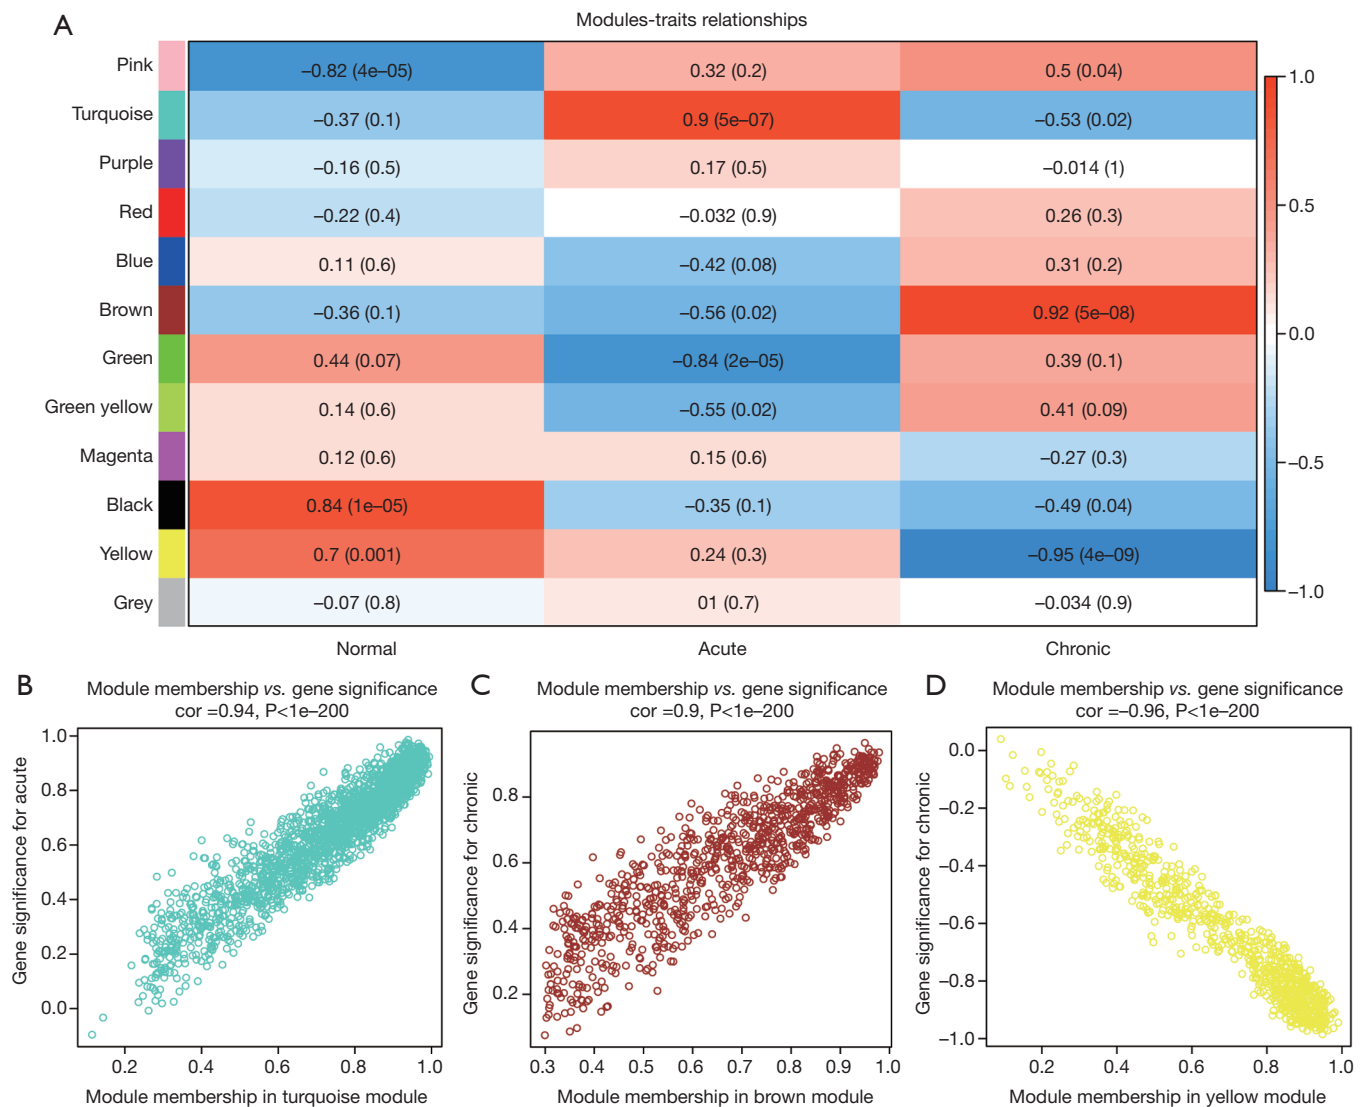 A
Modules-traits relationships
Pink −0.82 (4e–05) 0.32 (0.2) 0.5 (0.04)
Turquoise −0.37 (0.1) 0.9 (5e–07) −0.53 (0.02)
Purple −0.16 (0.5) 0.17 (0.5) −0.014 (1)
Red −0.22 (0.4) −0.032 (0.9) 0.26 (0.3)
Blue 0.11 (0.6) −0.42 (0.08) 0.31 (0.2)
Brown −0.36 (0.1) −0.56 (0.02) 0.92 (5e–08)
Green 0.44 (0.07) −0.84 (2e–05) 0.39 (0.1)
Green yellow 0.14 (0.6) −0.55 (0.02) 0.41 (0.09)
Magenta 0.12 (0.6) 0.15 (0.6) −0.27 (0.3)
Black 0.84 (1e–05) −0.35 (0.1) −0.49 (0.04)
Yellow 0.7 (0.001) 0.24 (0.3) −0.95 (4e–09)
Grey −0.07 (0.8) 01 (0.7) −0.034 (0.9)
Normal Acute Chronic
1.0
0.5
0.0
−0.5
−1.0
B
Module membership vs. gene significance
cor =0.94, P<1e–200
Gene significance for acute
1.0
0.8
0.6
0.4
0.2
0.0
0.2 0.4 0.6 0.8 1.0
Module membership in turquoise module
C
Module membership vs. gene significance
cor =0.9, P<1e–200
Gene significance for chronic
0.8
0.6
0.4
0.2
0.3 0.4 0.5 0.6 0.7 0.8 0.9 1.0
Module membership in brown module
D
Module membership vs. gene significance
cor =–0.96, P<1e–200
Gene significance for chronic
0.0
−0.2
−0.4
−0.6
−0.8
−1.0
0.2 0.4 0.6 0.8 1.0
Module membership in yellow module